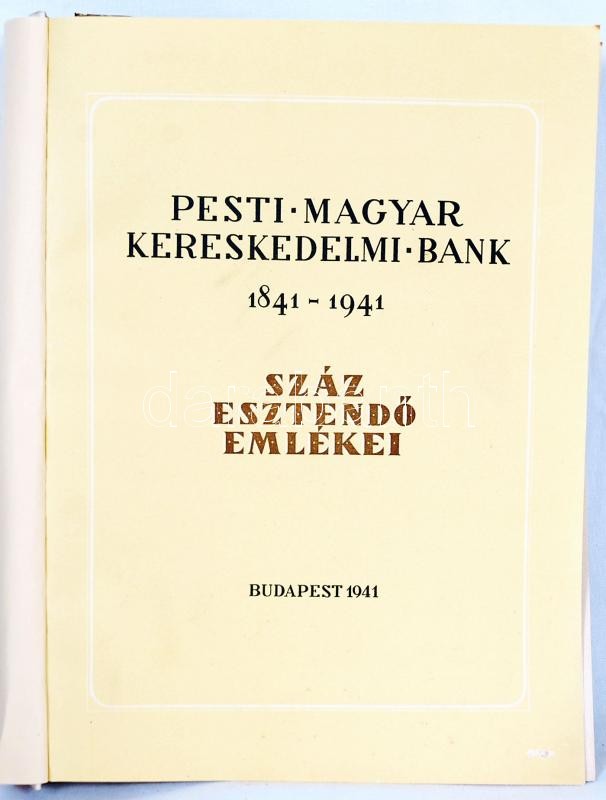 PESTI·MAGYAR
KERESKEDELMI·BANK
1841-1941
SZÁZ
ESZTENDŐ
EMLÉKEI
BUDAPEST 1941